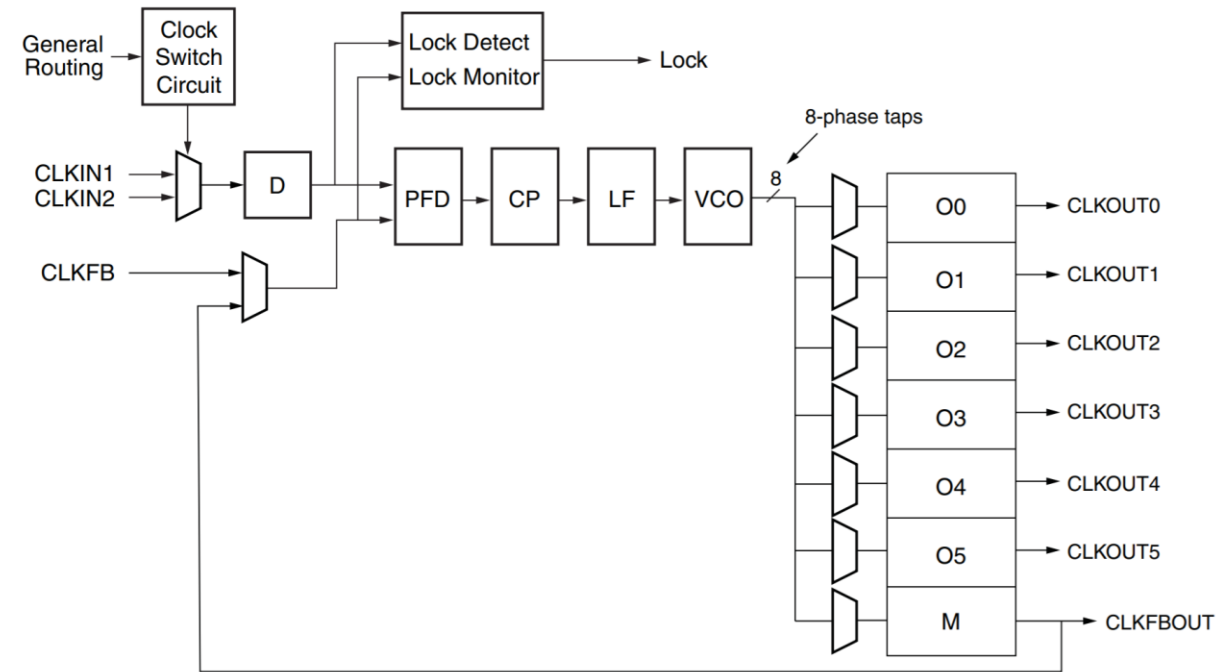 General
Routing
Clock
Switch
Circuit
Lock Detect
Lock Monitor
Lock
8-phase taps
CLKIN1
CLKIN2
D
PFD
CP
LF
VCO
8
CLKFB
O0
CLKOUT0
O1
CLKOUT1
O2
CLKOUT2
O3
CLKOUT3
O4
CLKOUT4
O5
CLKOUT5
M
CLKFBOUT